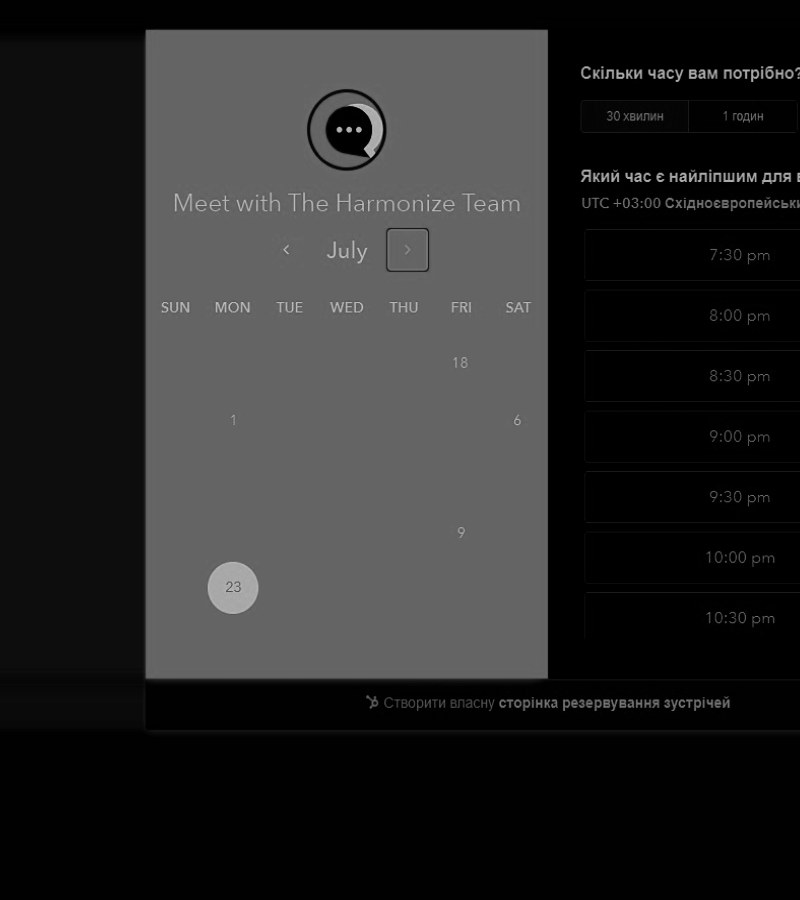 Meet with The Harmonize Team
July
SUN MON TUE WED THU FRI SAT
18
1 6
9
23
Скільки часу вам потрібно?
30 хвилин 1 годин
Який час є найліпшим для
UTC +03:00
7:30 pm
8:00 pm
8:30 pm
9:00 pm
9:30 pm
10:00 pm
10:30 pm
Створити власну сторінка резервування зустрічей